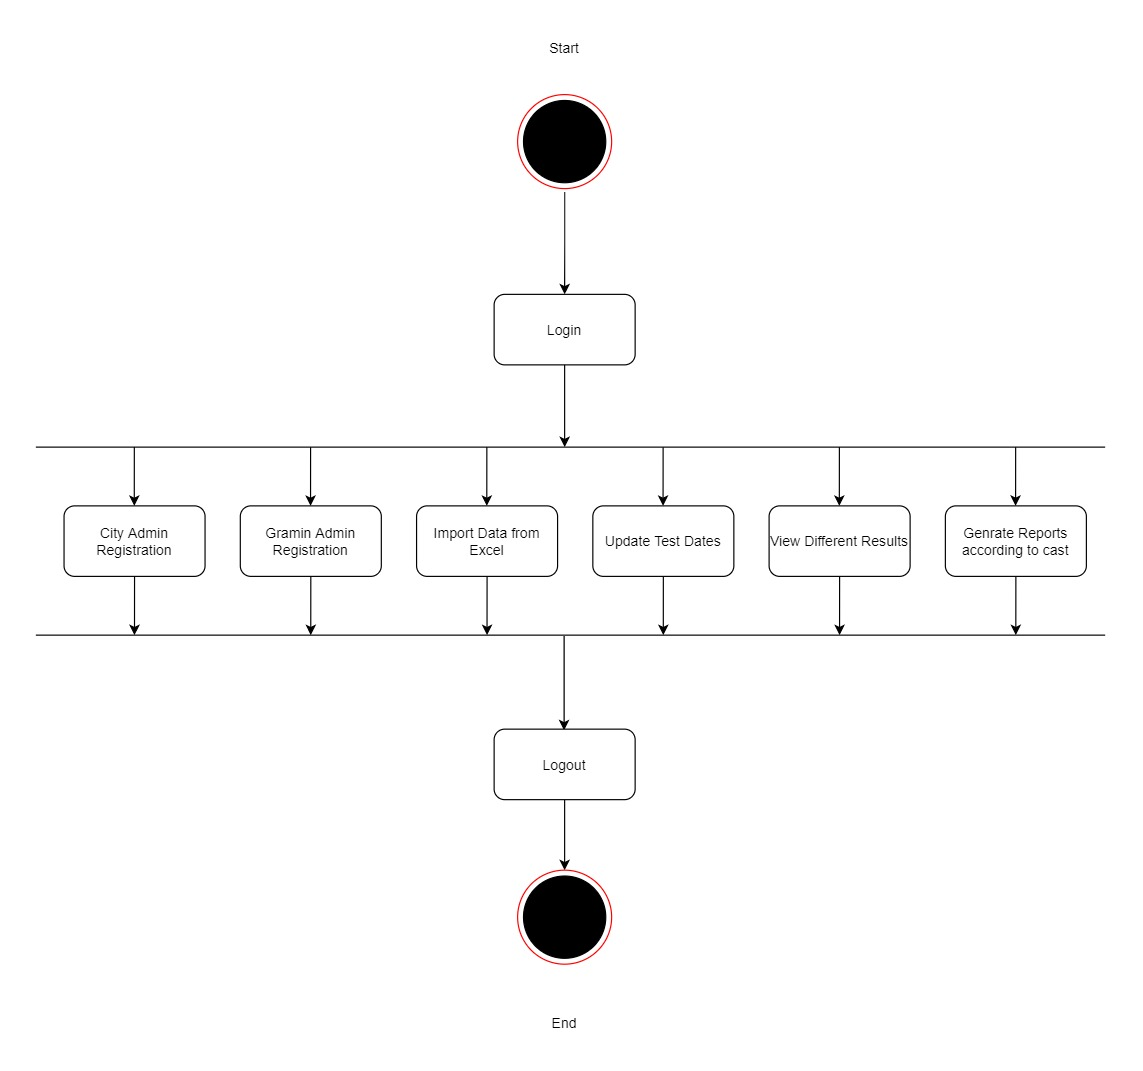 Start
Login
City Admin
Registration
Gramin Admin
Registration
Import Data from
Excel
Update Test Dates
View Different Results
Genrate Reports
according to cast
Logout
End